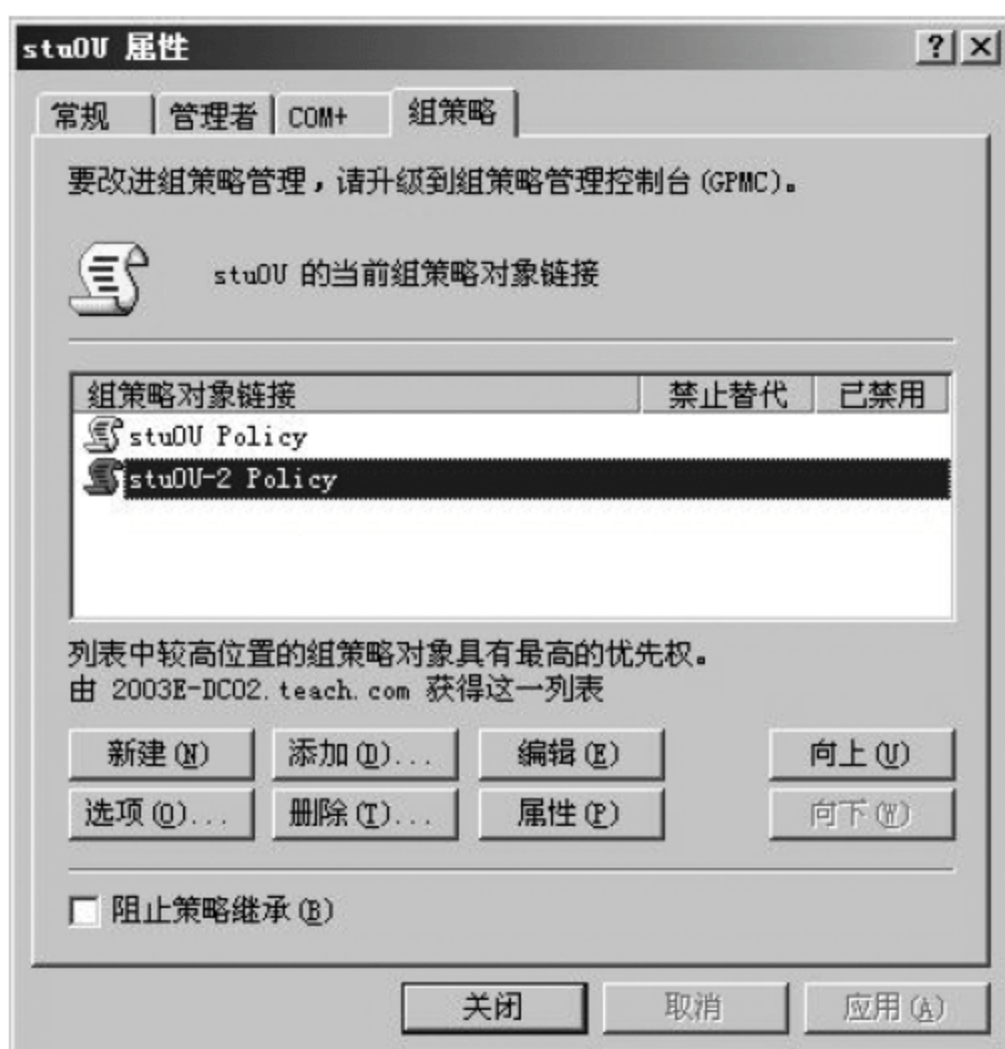 stuOU 属性
常规 管理者 COM+ 组策略
要改进组策略管理，请升级到组策略管理控制台(GPMC)。
stuOU 的当前组策略对象链接
组策略对象链接 禁止替代 已禁用
stuOU Policy
stuOU-2 Policy
列表中较高位置的组策略对象具有最高的优先权。
由 2003E-DC02.teach.com 获得这一列表
新建(N) 添加(D)... 编辑(E) 向上(U)
选项(O)... 删除(T)... 属性(P) 向下(W)
阻止策略继承(B)
关闭 取消 应用(A)